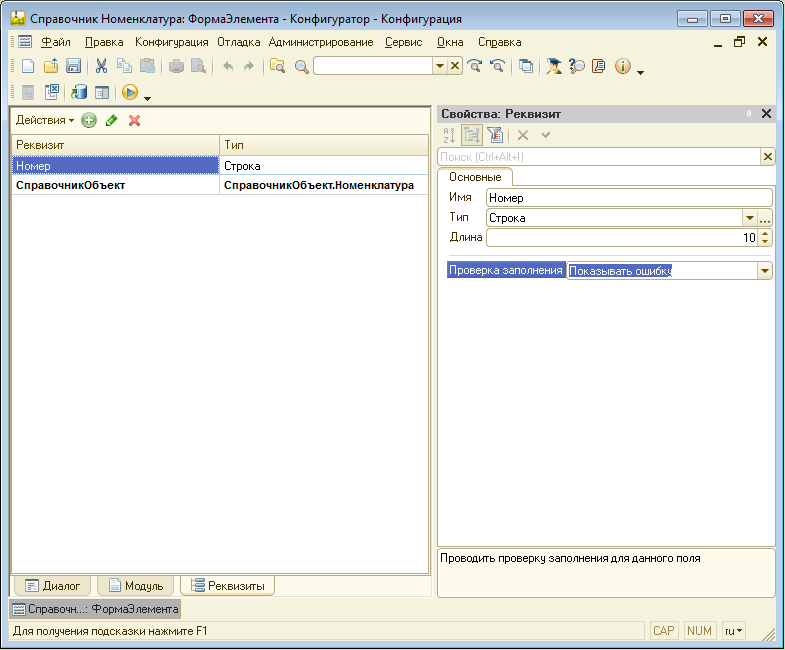 Справочник Номенклатура: ФормаЭлемента - Конфигуратор - Конфигурация
Файл Правка Конфигурация Отладка Администрирование Сервис Окна Справка
Действия
Реквизит Тип
Номер Строка
СправочникОбъект СправочникОбъект.Номенклатура
Диалог Модуль Реквизиты
Свойства: Реквизит
Поиск (Ctrl+Alt+I)
Основные
Имя Номер
Тип Строка
Длина 10
Проверка заполнения Показывать ошибку
Проводить проверку заполнения для данного поля
Справочн...: ФормаЭлемента
Для получения подсказки нажмите F1 CAP NUM ru